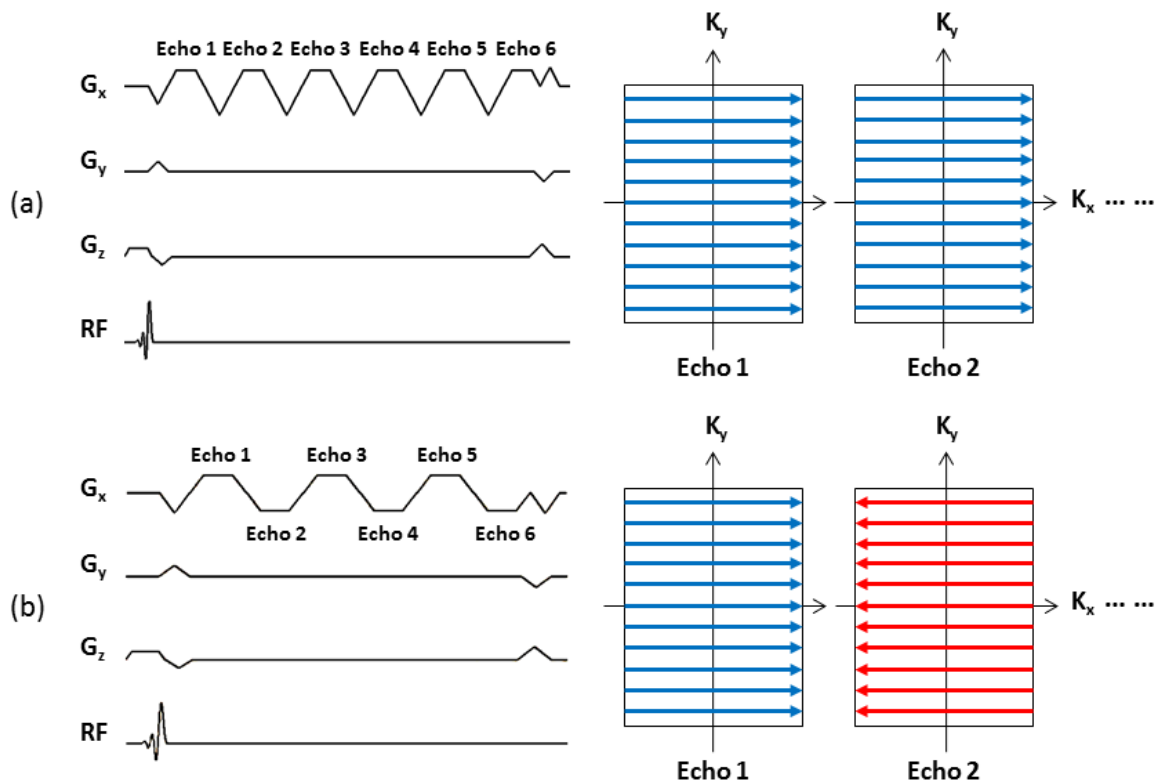 Echo 1 Echo 2 Echo 3 Echo 4 Echo 5 Echo 6
Gx
Gy
(a)
Gz
RF
Ky
Ky
Kx ... ...
Echo 1
Echo 2
Echo 1 Echo 3 Echo 5
Gx
Echo 2 Echo 4 Echo 6
Gy
(b)
Gz
RF
Ky
Ky
Kx ... ...
Echo 1
Echo 2